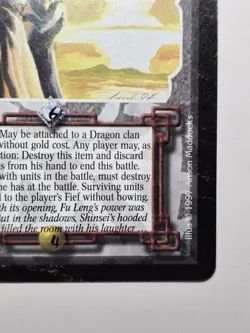 May be attached to a Dragon clan
without gold cost. Any player may, as
tion: Destroy this item and discard
s from his hand to end this battle.
with units in the battle, must destroy
he has at the battle. Surviving units
to the player's Fief without bowing.
th its opening, Fu Leng's power was
ut in the shadows, Shinsei's hooded
filled the room with his laughter …
4
Illus © 1997 Anson Maddocks